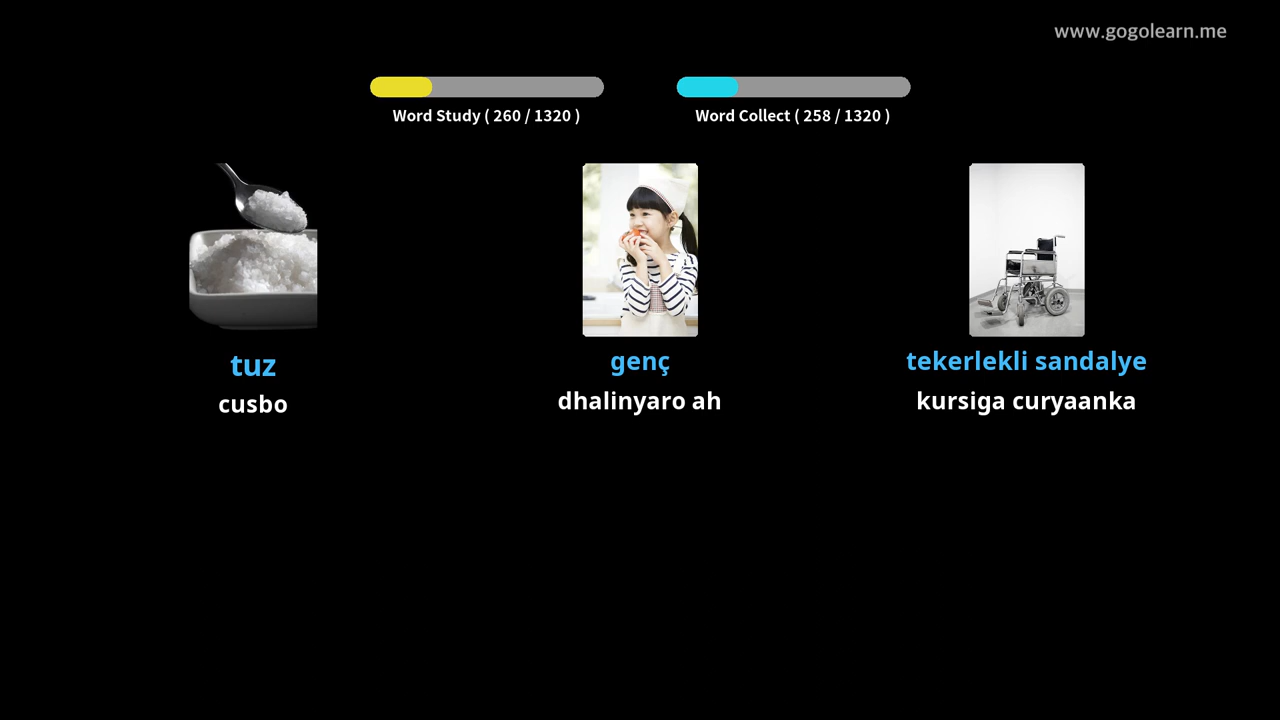 www.gogolearn.me
Word Study ( 260 / 1320 )
Word Collect ( 258 / 1320 )
tuz
cusbo
genç
dhalinyaro ah
tekerlekli sandalye
kursiga curyaanka